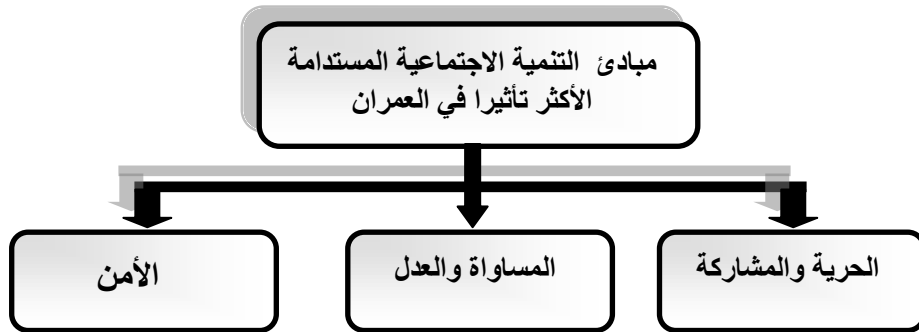 مبادئ التنمية الاجتماعية المستدامة
الأكثر تأثيرا في العمران
الحرية والمشاركة
المساواة والعدل
الأمن